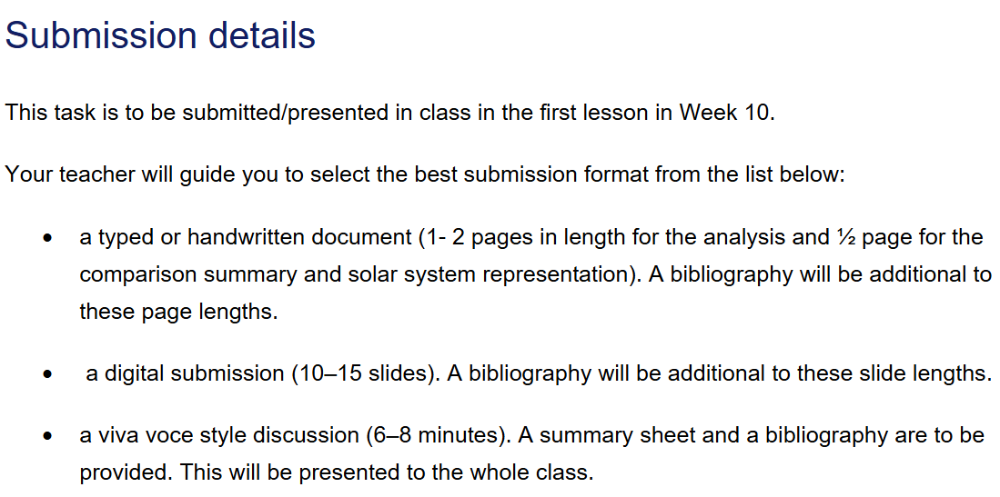 Submission details
This task is to be submitted/presented in class in the first lesson in Week 10.
Your teacher will guide you to select the best submission format from the list below:
• a typed or handwritten document (1- 2 pages in length for the analysis and ½ page for the
comparison summary and solar system representation). A bibliography will be additional to
these page lengths.
• a digital submission (10–15 slides). A bibliography will be additional to these slide lengths.
• a viva voce style discussion (6–8 minutes). A summary sheet and a bibliography are to be
provided. This will be presented to the whole class.